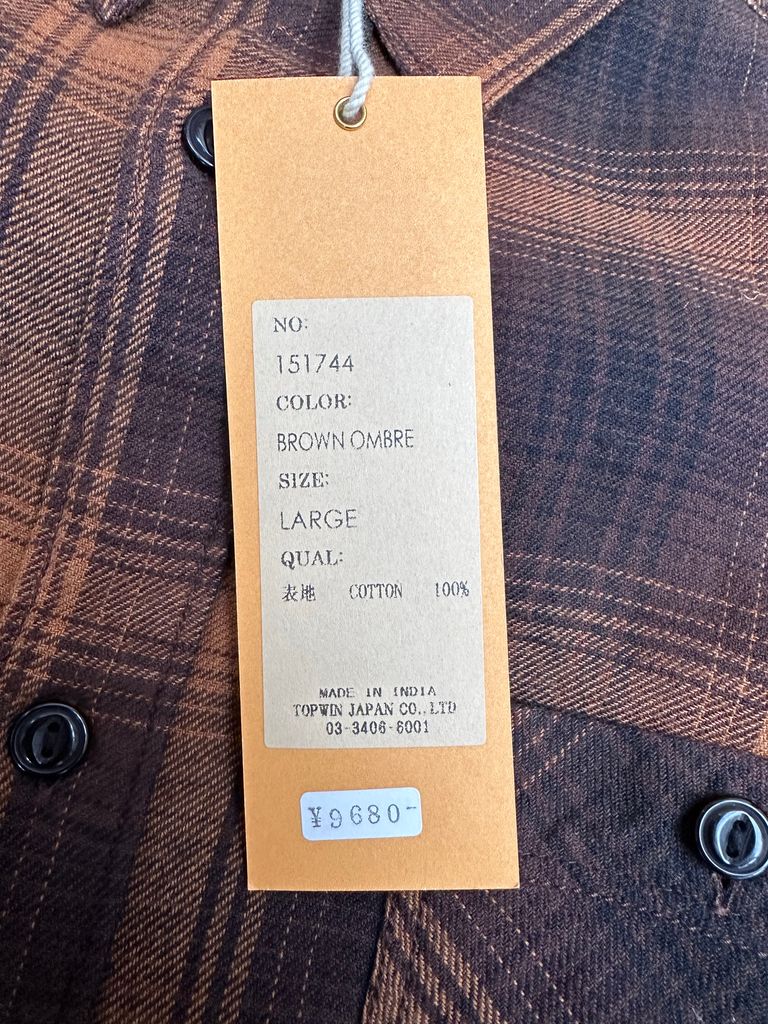 NO:
151744
COLOR:
BROWN OMBRE
SIZE:
LARGE
QUAL:
表地 COTTON 100%
MADE IN INDIA
TOPWIN JAPAN CO.,LTD
03-3406-6001
¥9680-